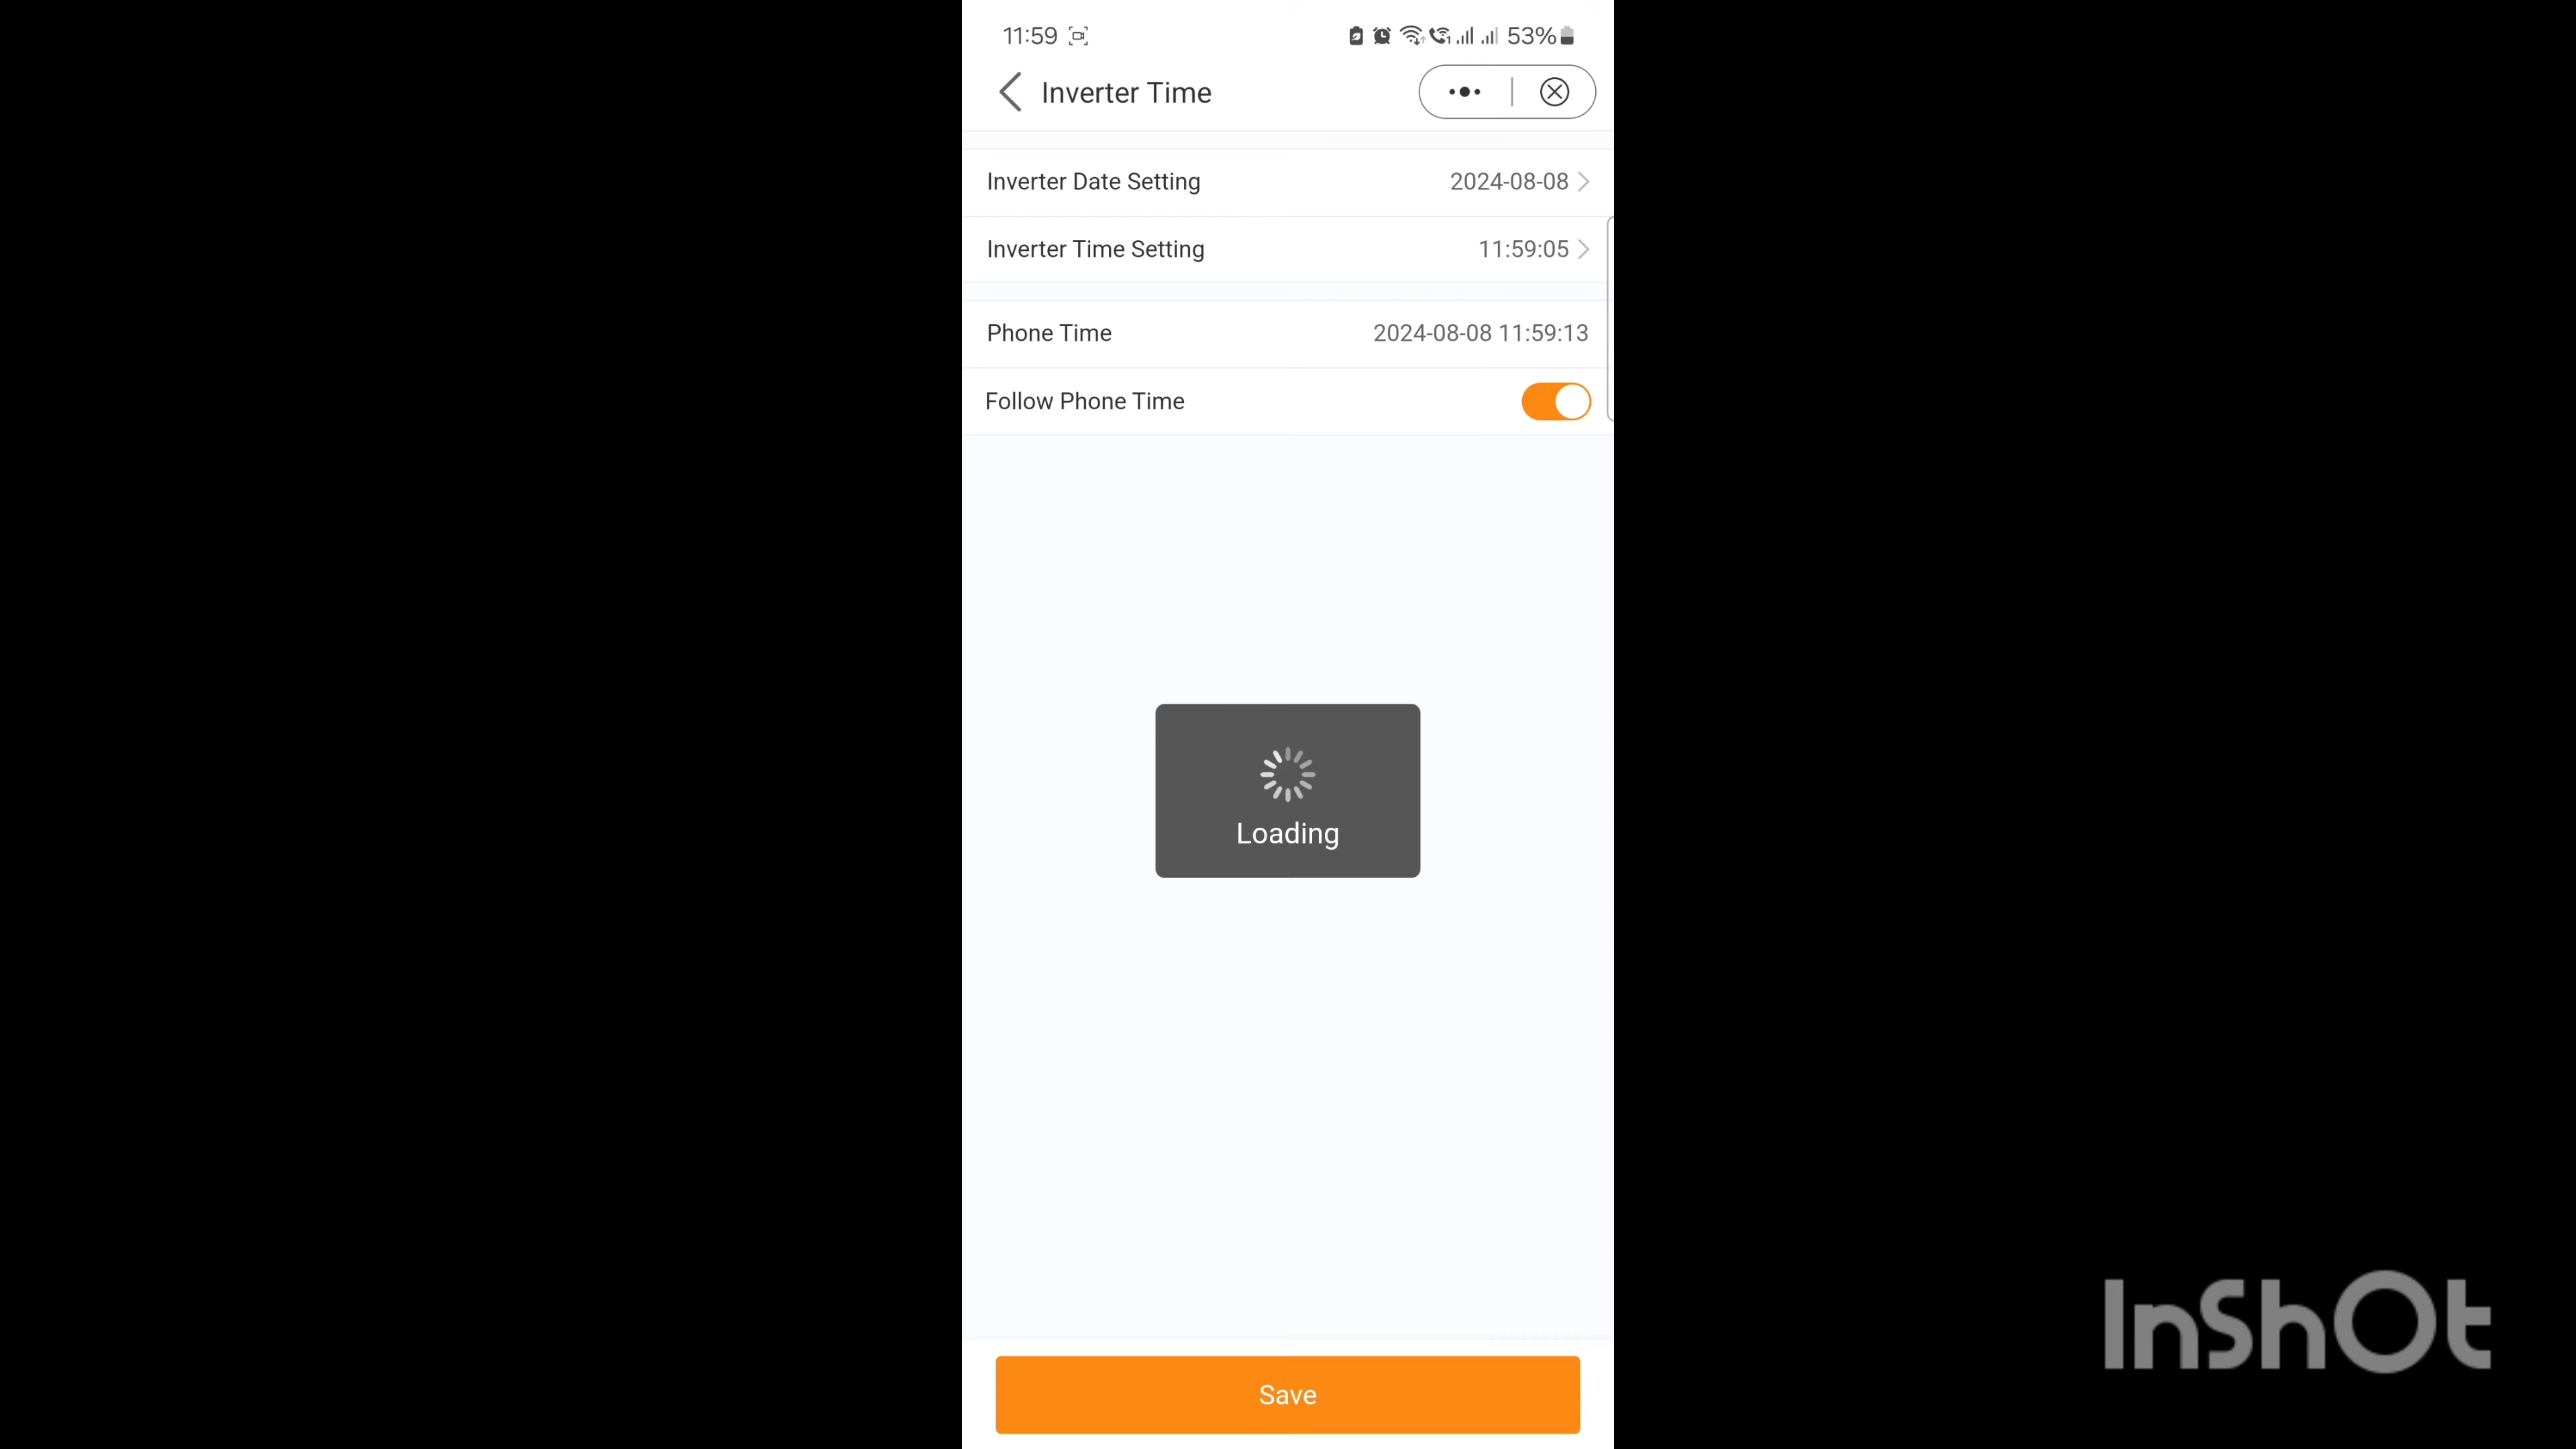 11:59 53%
Inverter Time
Inverter Date Setting 2024-08-08
Inverter Time Setting 11:59:05
Phone Time 2024-08-08 11:59:13
Follow Phone Time
Loading
Save
InShOt